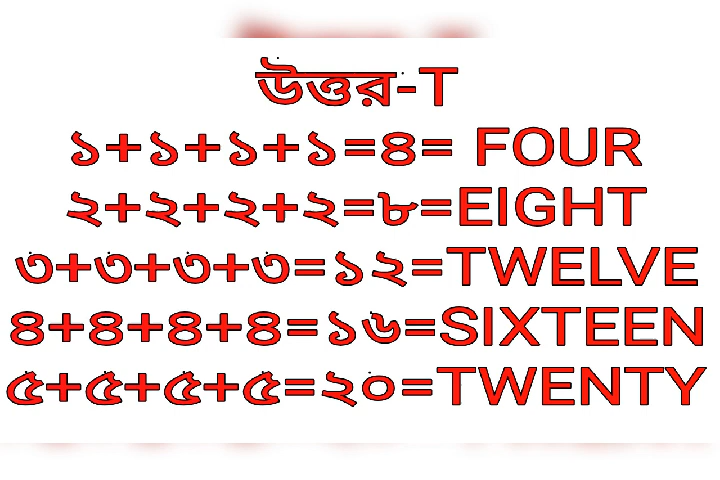 উত্তর-T
১+১+১+১=৪= FOUR
২+২+২+২=৮=EIGHT
৩+৩+৩+৩=১২=TWELVE
৪+৪+৪+৪=১৬=SIXTEEN
৫+৫+৫+৫=২০=TWENTY